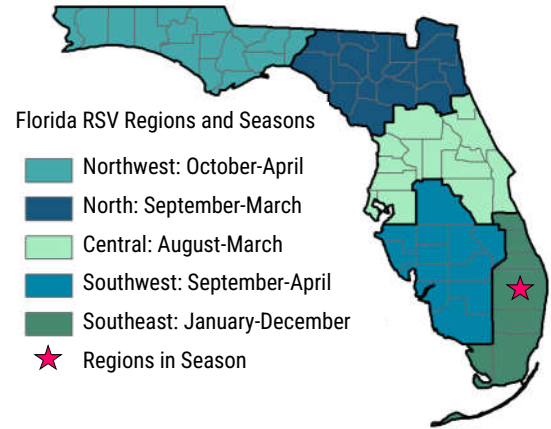 Florida RSV Regions and Seasons
Northwest: October-April
North: September-March
Central: August-March
Southwest: September-April
Southeast: January-December
Regions in Season